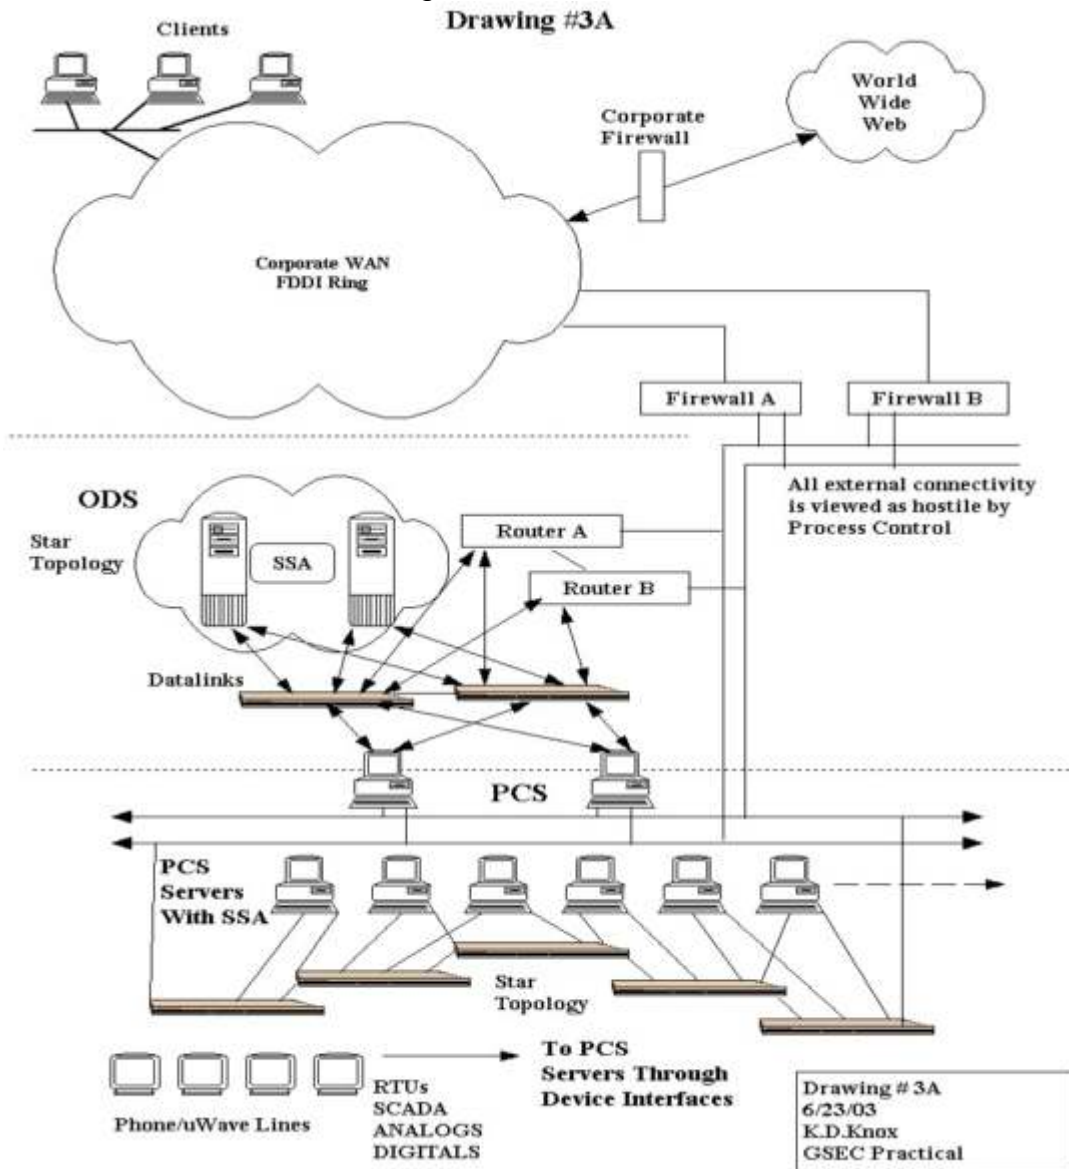 Drawing #3A
Clients
World
Wide
Web
Corporate
Firewall
Corporate WAN
FDDI Ring
Firewall A
Firewall B
All external connectivity
is viewed as hostile by
Process Control
ODS
Star
Topology
SSA
Router A
Router B
Datalinks
PCS
PCS
Servers
With SSA
Star
Topology
To PCS
Servers Through
Device Interfaces
Phone/uWave Lines
RTUs
SCADA
ANALOGS
DIGITALS
Drawing # 3A
6/23/03
K.D.Knox
GSEC Practical